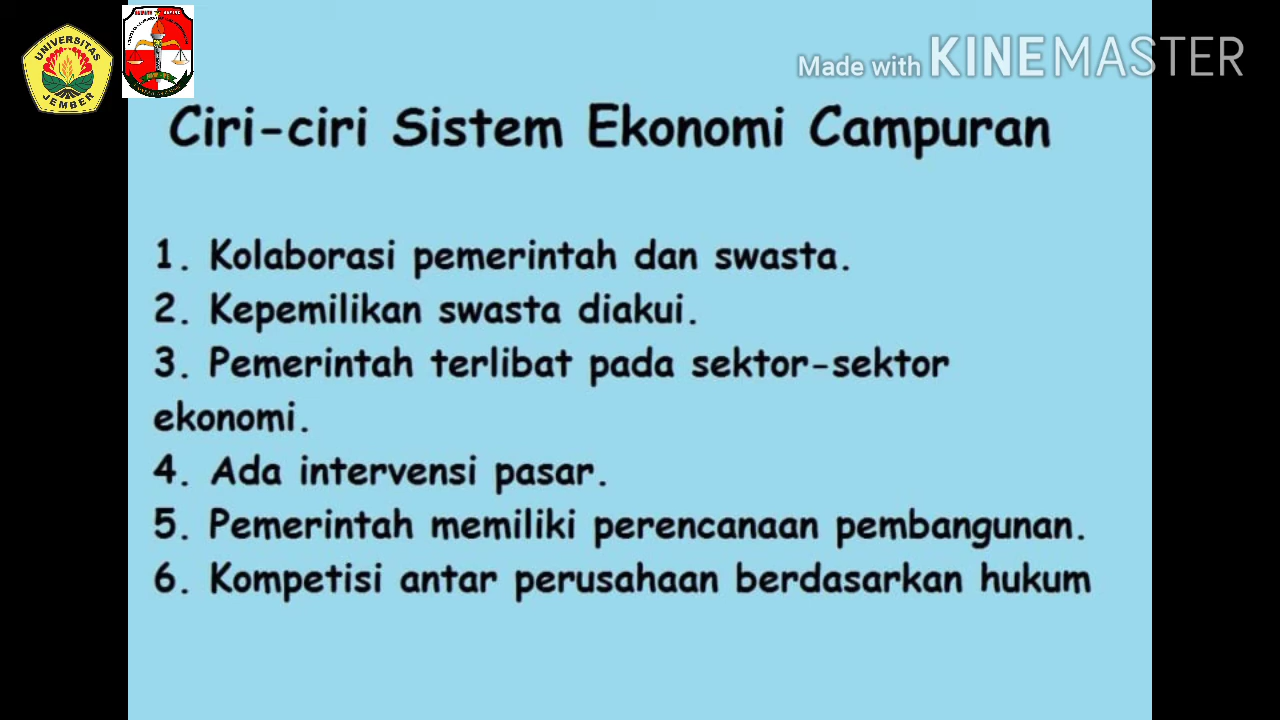 UNIVERSITAS
JEMBER
Made with KINEMASTER
Ciri-ciri Sistem Ekonomi Campuran
1. Kolaborasi pemerintah dan swasta.
2. Kepemilikan swasta diakui.
3. Pemerintah terlibat pada sektor-sektor
ekonomi.
4. Ada intervensi pasar.
5. Pemerintah memiliki perencanaan pembangunan.
6. Kompetisi antar perusahaan berdasarkan hukum